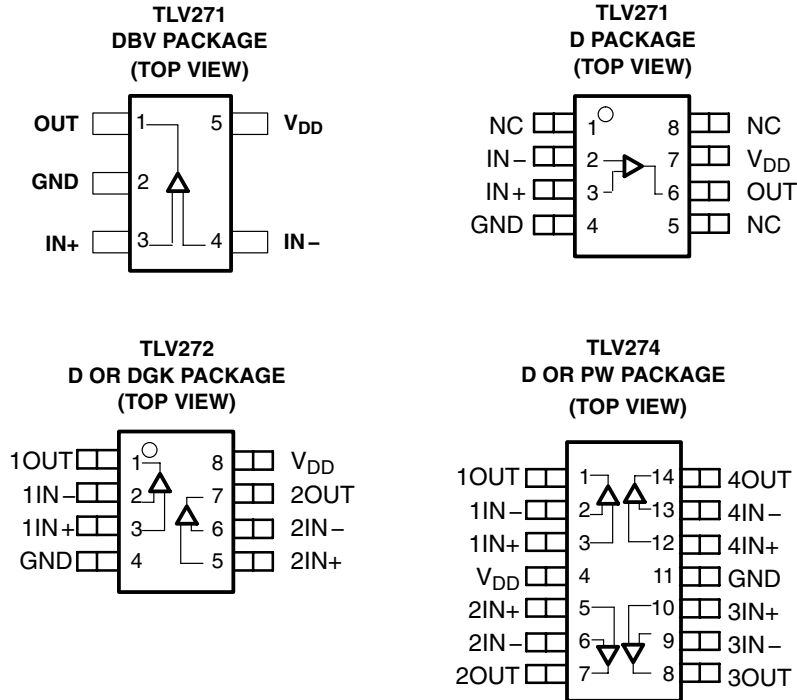 TLV271
DBV PACKAGE
(TOP VIEW)
OUT 1 5 VDD
GND 2
IN+ 3 4 IN−
TLV271
D PACKAGE
(TOP VIEW)
NC 1 8 NC
IN− 2 7 VDD
IN+ 3 6 OUT
GND 4 5 NC
TLV272
D OR DGK PACKAGE
(TOP VIEW)
1OUT 1 8 VDD
1IN− 2 7 2OUT
1IN+ 3 6 2IN−
GND 4 5 2IN+
TLV274
D OR PW PACKAGE
(TOP VIEW)
1OUT 1 14 4OUT
1IN− 2 13 4IN−
1IN+ 3 12 4IN+
VDD 4 11 GND
2IN+ 5 10 3IN+
2IN− 6 9 3IN−
2OUT 7 8 3OUT